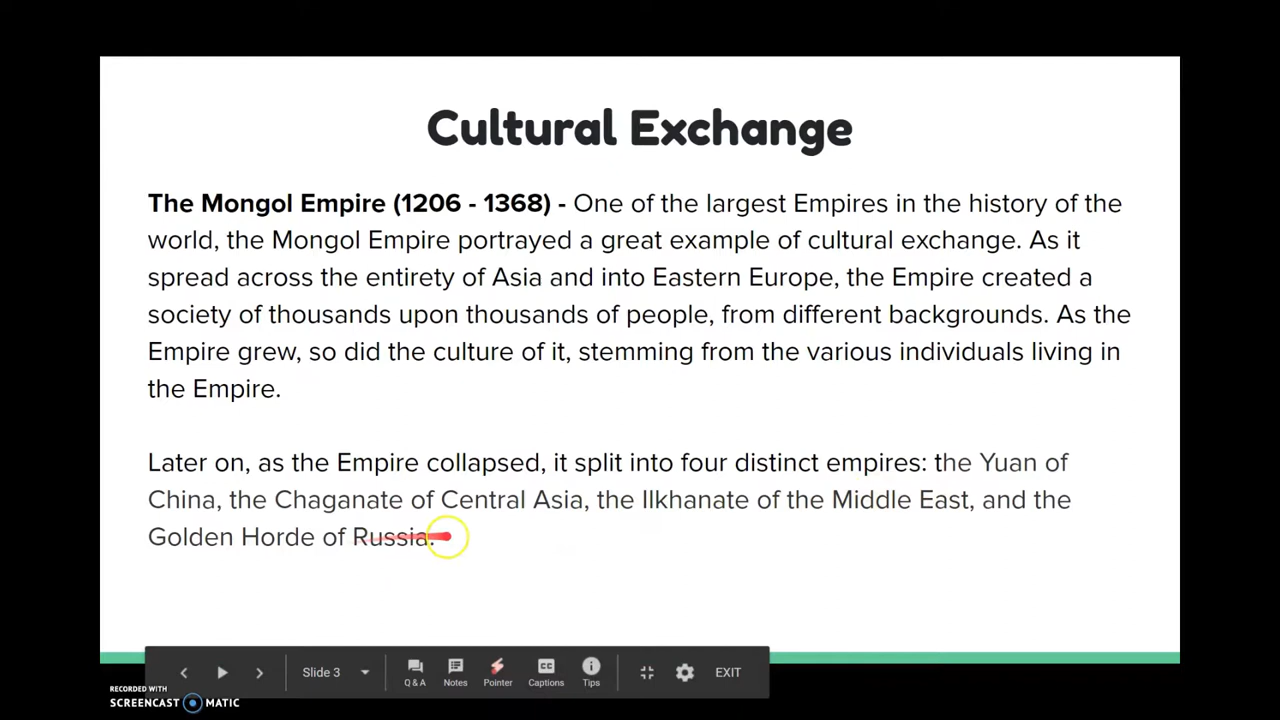 Cultural Exchange
The Mongol Empire (1206 - 1368) - One of the largest Empires in the history of the
world, the Mongol Empire portrayed a great example of cultural exchange. As it
spread across the entirety of Asia and into Eastern Europe, the Empire created a
society of thousands upon thousands of people, from different backgrounds. As the
Empire grew, so did the culture of it, stemming from the various individuals living in
the Empire.
Later on, as the Empire collapsed, it split into four distinct empires: the Yuan of
China, the Chaganate of Central Asia, the Ilkhanate of the Middle East, and the
Golden Horde of Russia.
Slide 3
Q & A
Notes
Pointer
CC
Captions
Tips
EXIT
RECORDED WITH
SCREENCAST MATIC